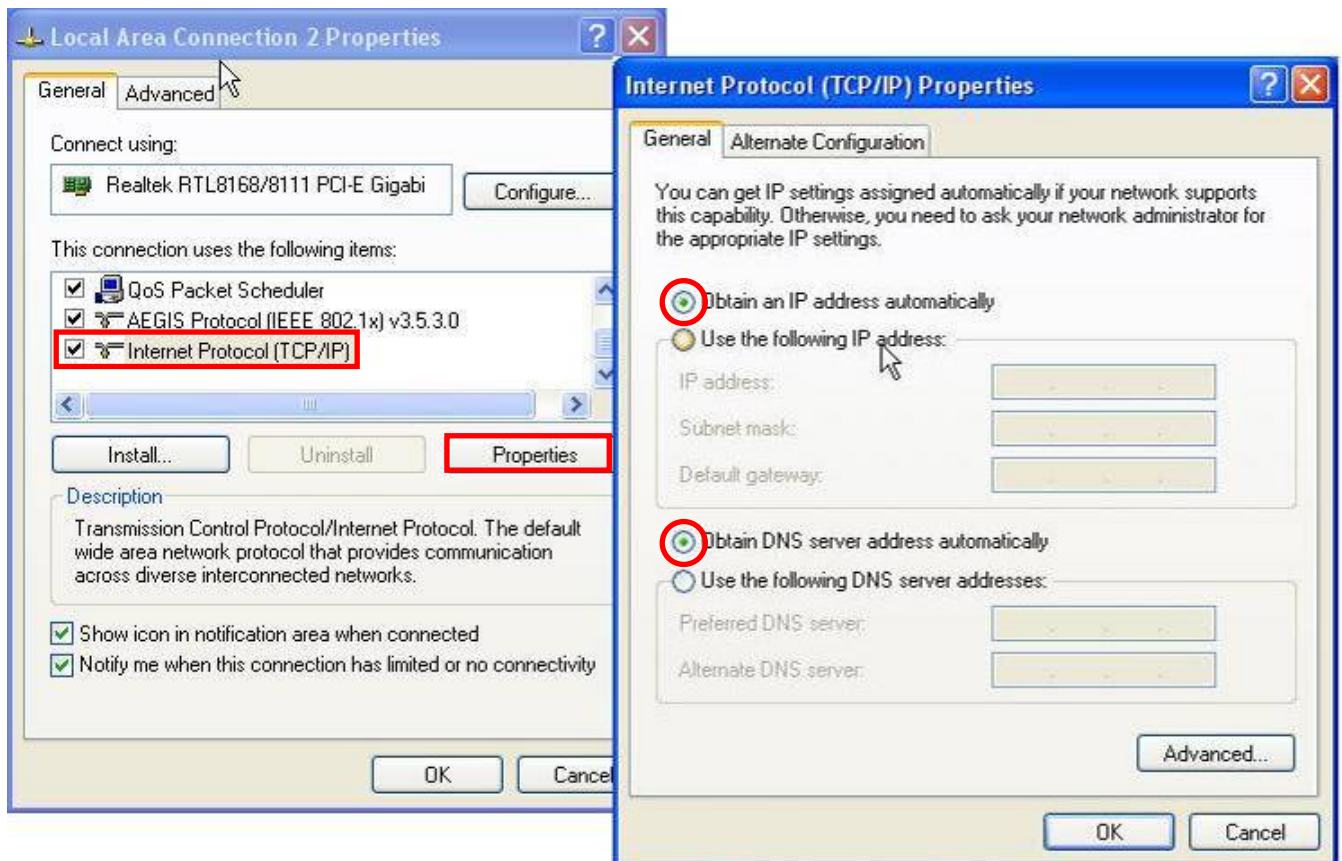 Local Area Connection 2 Properties
General
Advanced
Connect using:
Realtek RTL8168/8111 PCI-E Gigabi
Configure...
This connection uses the following items:
QoS Packet Scheduler
AEGIS Protocol (IEEE 802.1x) v3.5.3.0
Internet Protocol (TCP/IP)
Install...
Uninstall
Properties
Description
Transmission Control Protocol/Internet Protocol. The default
wide area network protocol that provides communication
across diverse interconnected networks.
Show icon in notification area when connected
Notify me when this connection has limited or no connectivity
OK
Cancel
Internet Protocol (TCP/IP) Properties
General
Alternate Configuration
You can get IP settings assigned automatically if your network supports
this capability. Otherwise, you need to ask your network administrator for
the appropriate IP settings.
Obtain an IP address automatically
Use the following IP address:
IP address:
Subnet mask:
Default gateway:
Obtain DNS server address automatically
Use the following DNS server addresses:
Preferred DNS server:
Alternate DNS server:
Advanced...
OK
Cancel